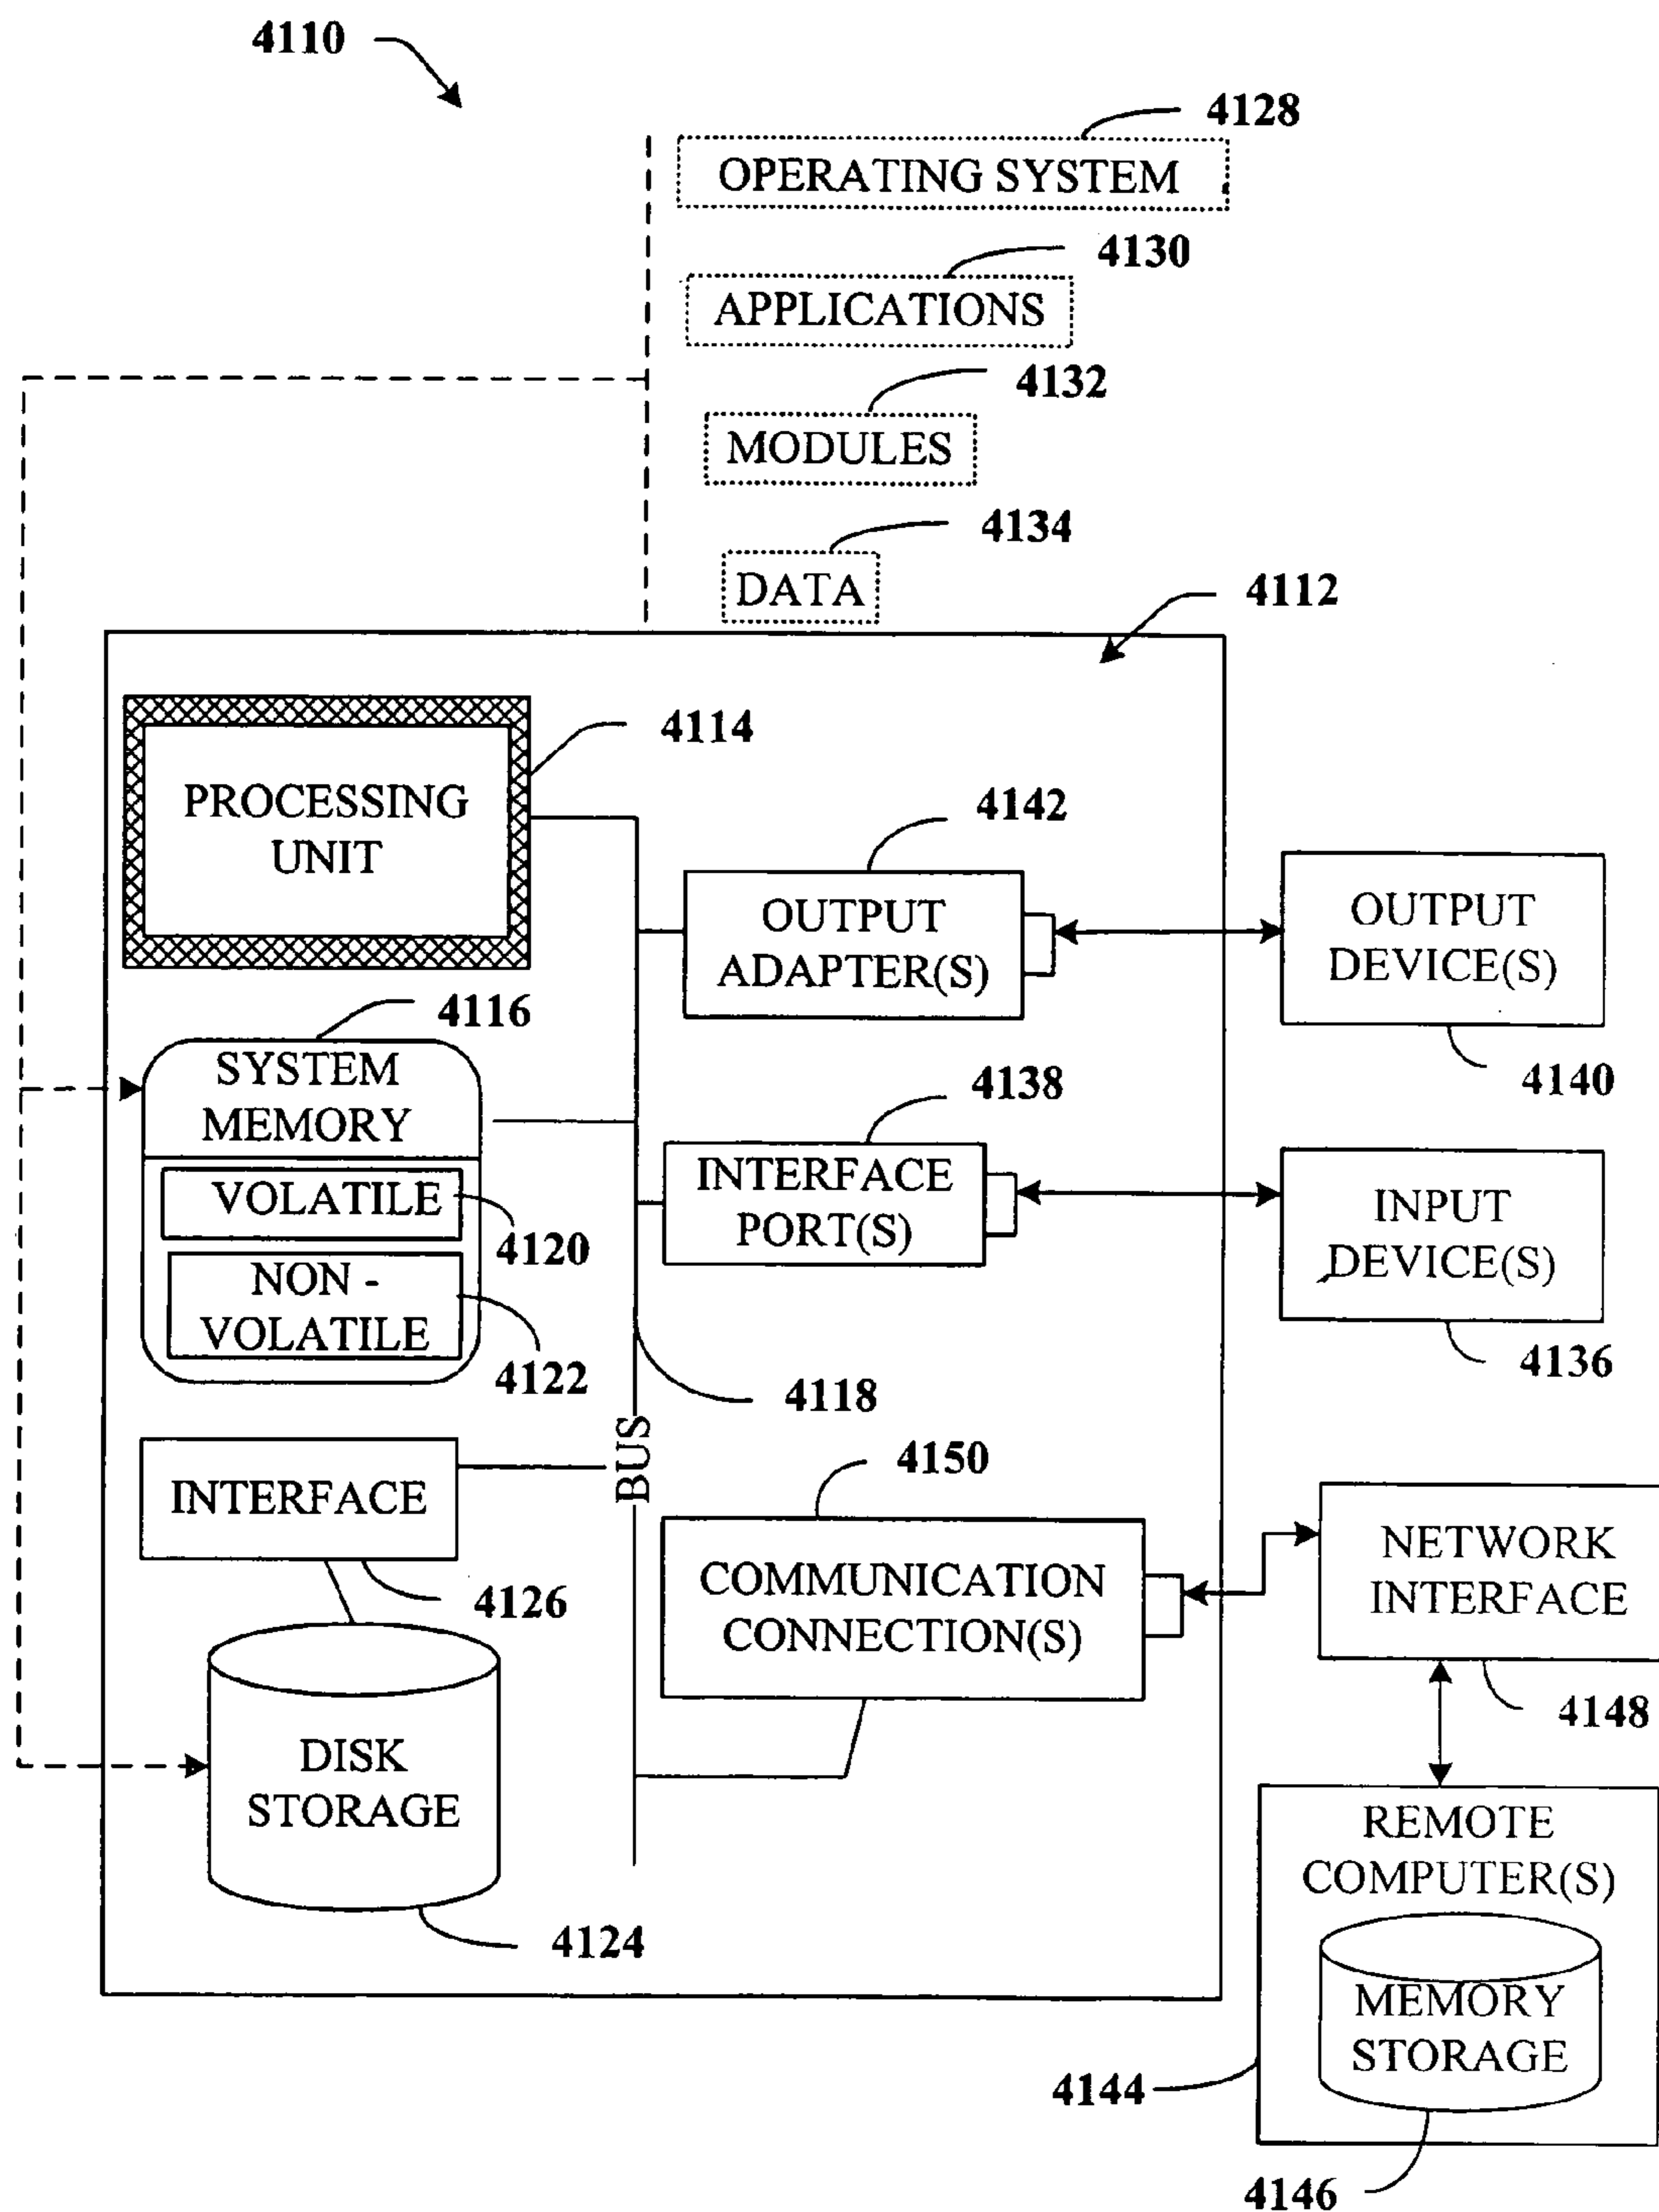 4110
4128
OPERATING SYSTEM
4130
APPLICATIONS
4132
MODULES
4134
DATA
4112
4114
PROCESSING
UNIT
4142
OUTPUT
ADAPTER(S)
OUTPUT
DEVICE(S)
4140
4116
SYSTEM
MEMORY
VOLATILE
4120
NON -
VOLATILE
4122
4138
INTERFACE
PORT(S)
INPUT
DEVICE(S)
4136
4118
BUS
INTERFACE
4126
4150
COMMUNICATION
CONNECTION(S)
NETWORK
INTERFACE
4148
DISK
STORAGE
4124
REMOTE
COMPUTER(S)
MEMORY
STORAGE
4144
4146